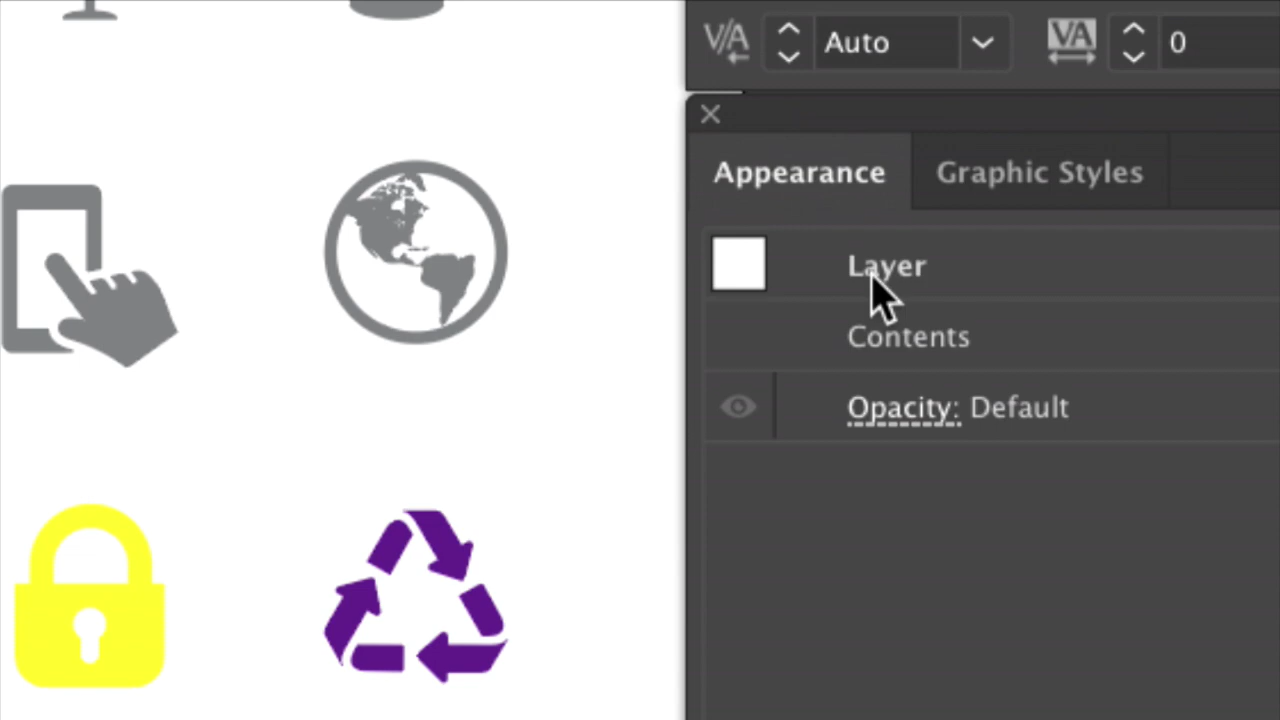 V/A Auto VA 0
Appearance Graphic Styles
Layer
Contents
Opacity: Default